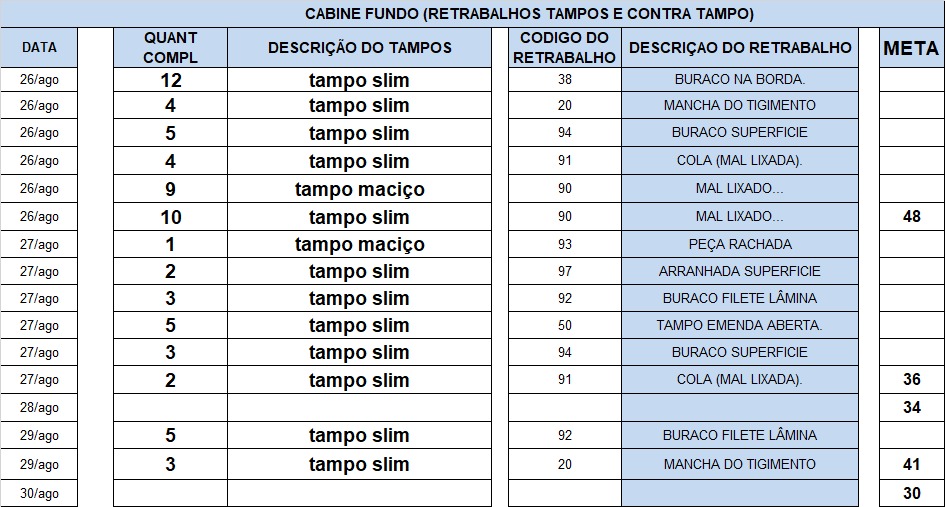 CABINE FUNDO (RETRABALHOS TAMPOS E CONTRA TAMPO)
DATA QUANT COMPL DESCRIÇÃO DO TAMPOS CODIGO DO RETRABALHO DESCRIÇAO DO RETRABALHO META
26/ago 12 tampo slim 38 BURACO NA BORDA.
26/ago 4 tampo slim 20 MANCHA DO TIGIMENTO
26/ago 5 tampo slim 94 BURACO SUPERFICIE
26/ago 4 tampo slim 91 COLA (MAL LIXADA).
26/ago 9 tampo maciço 90 MAL LIXADO...
26/ago 10 tampo slim 90 MAL LIXADO... 48
27/ago 1 tampo maciço 93 PEÇA RACHADA
27/ago 2 tampo slim 97 ARRANHADA SUPERFICIE
27/ago 3 tampo slim 92 BURACO FILETE LÂMINA
27/ago 5 tampo slim 50 TAMPO EMENDA ABERTA.
27/ago 3 tampo slim 94 BURACO SUPERFICIE
27/ago 2 tampo slim 91 COLA (MAL LIXADA). 36
28/ago 34
29/ago 5 tampo slim 92 BURACO FILETE LÂMINA
29/ago 3 tampo slim 20 MANCHA DO TIGIMENTO 41
30/ago 30